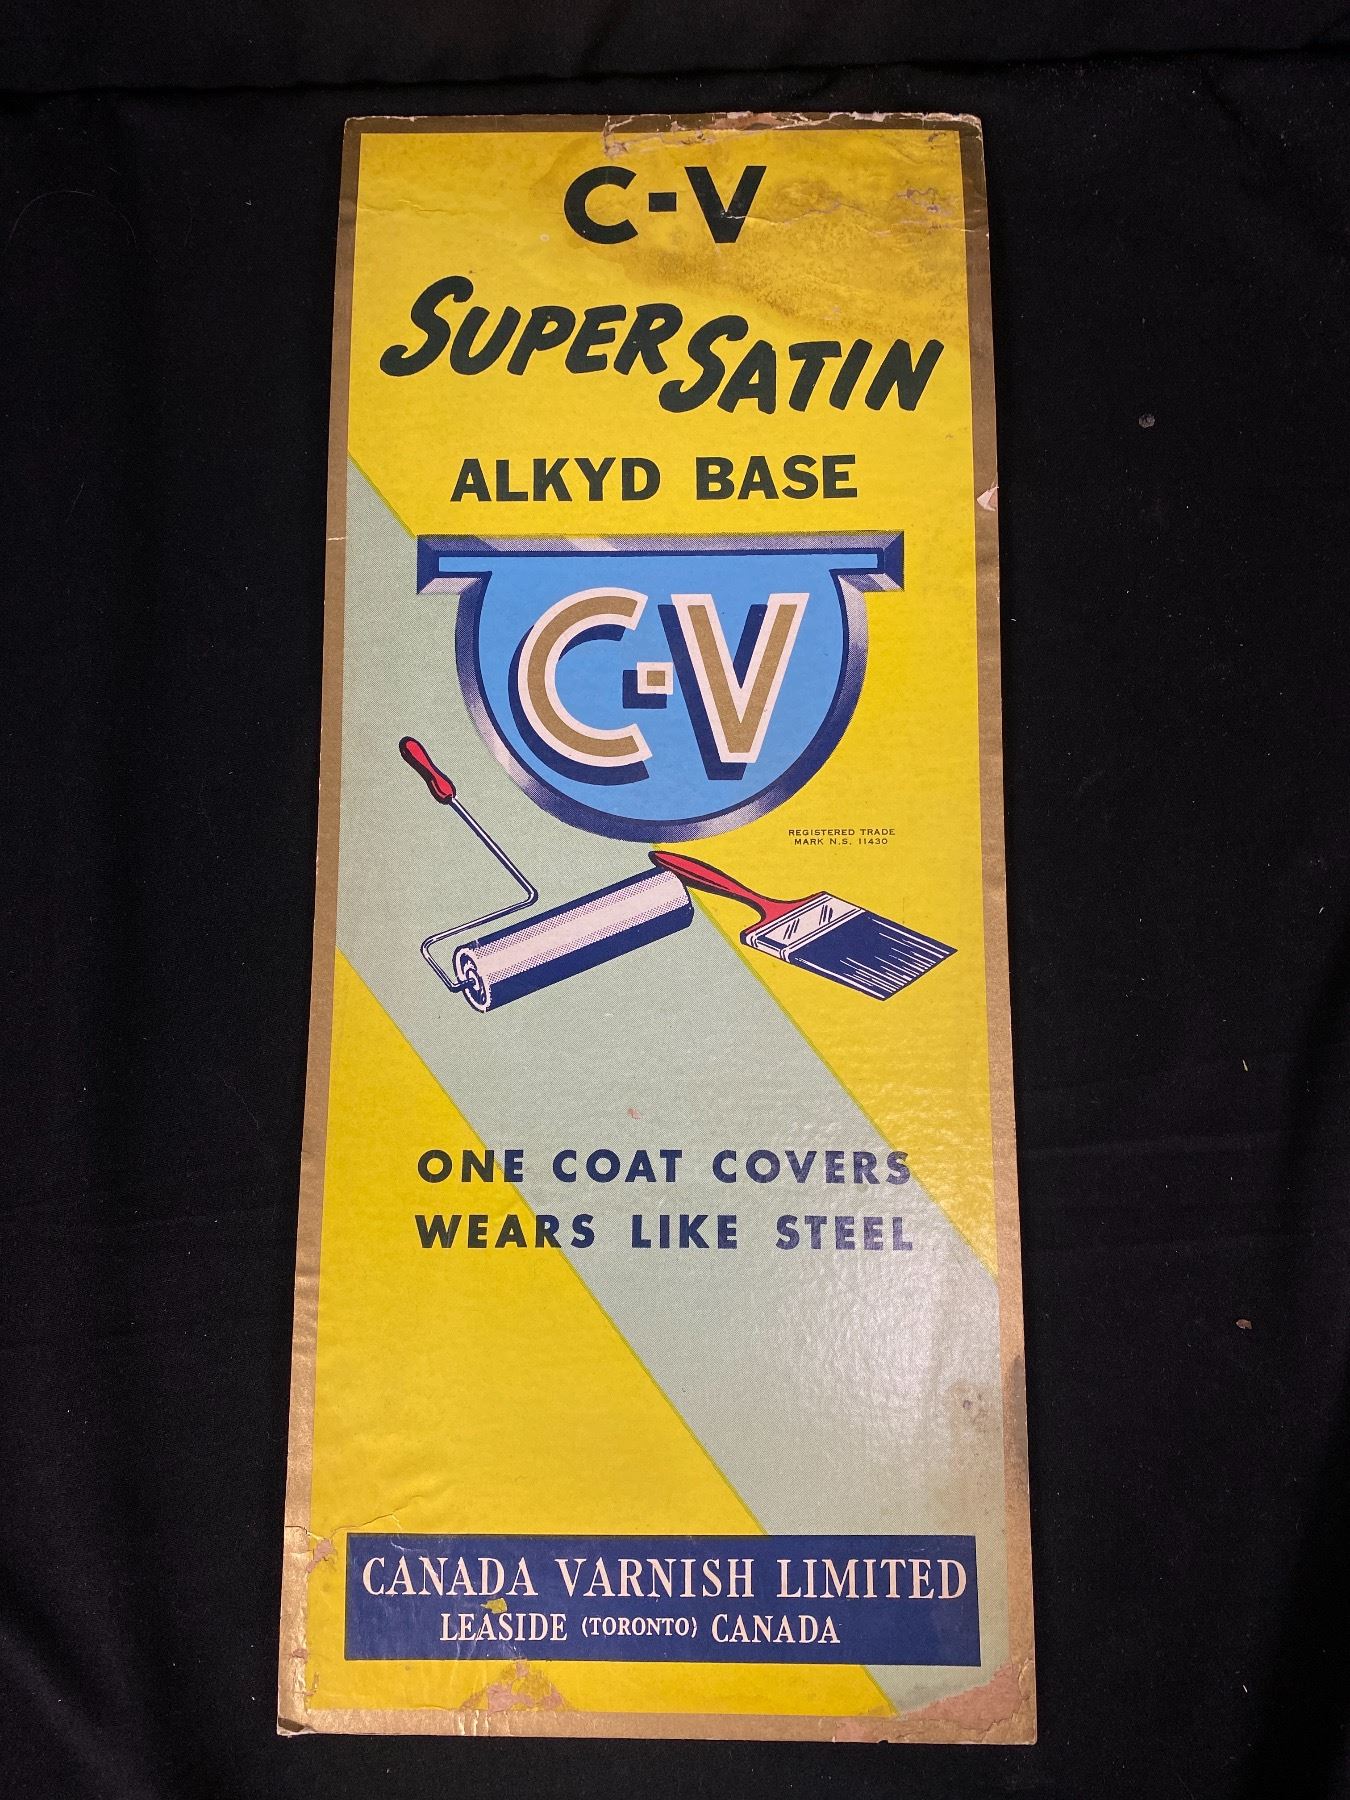 C-V
SUPER SATIN
ALKYD BASE
C-V
REGISTERED TRADE
MARK N.S. 11430
ONE COAT COVERS
WEARS LIKE STEEL
CANADA VARNISH LIMITED
LEASIDE (TORONTO) CANADA